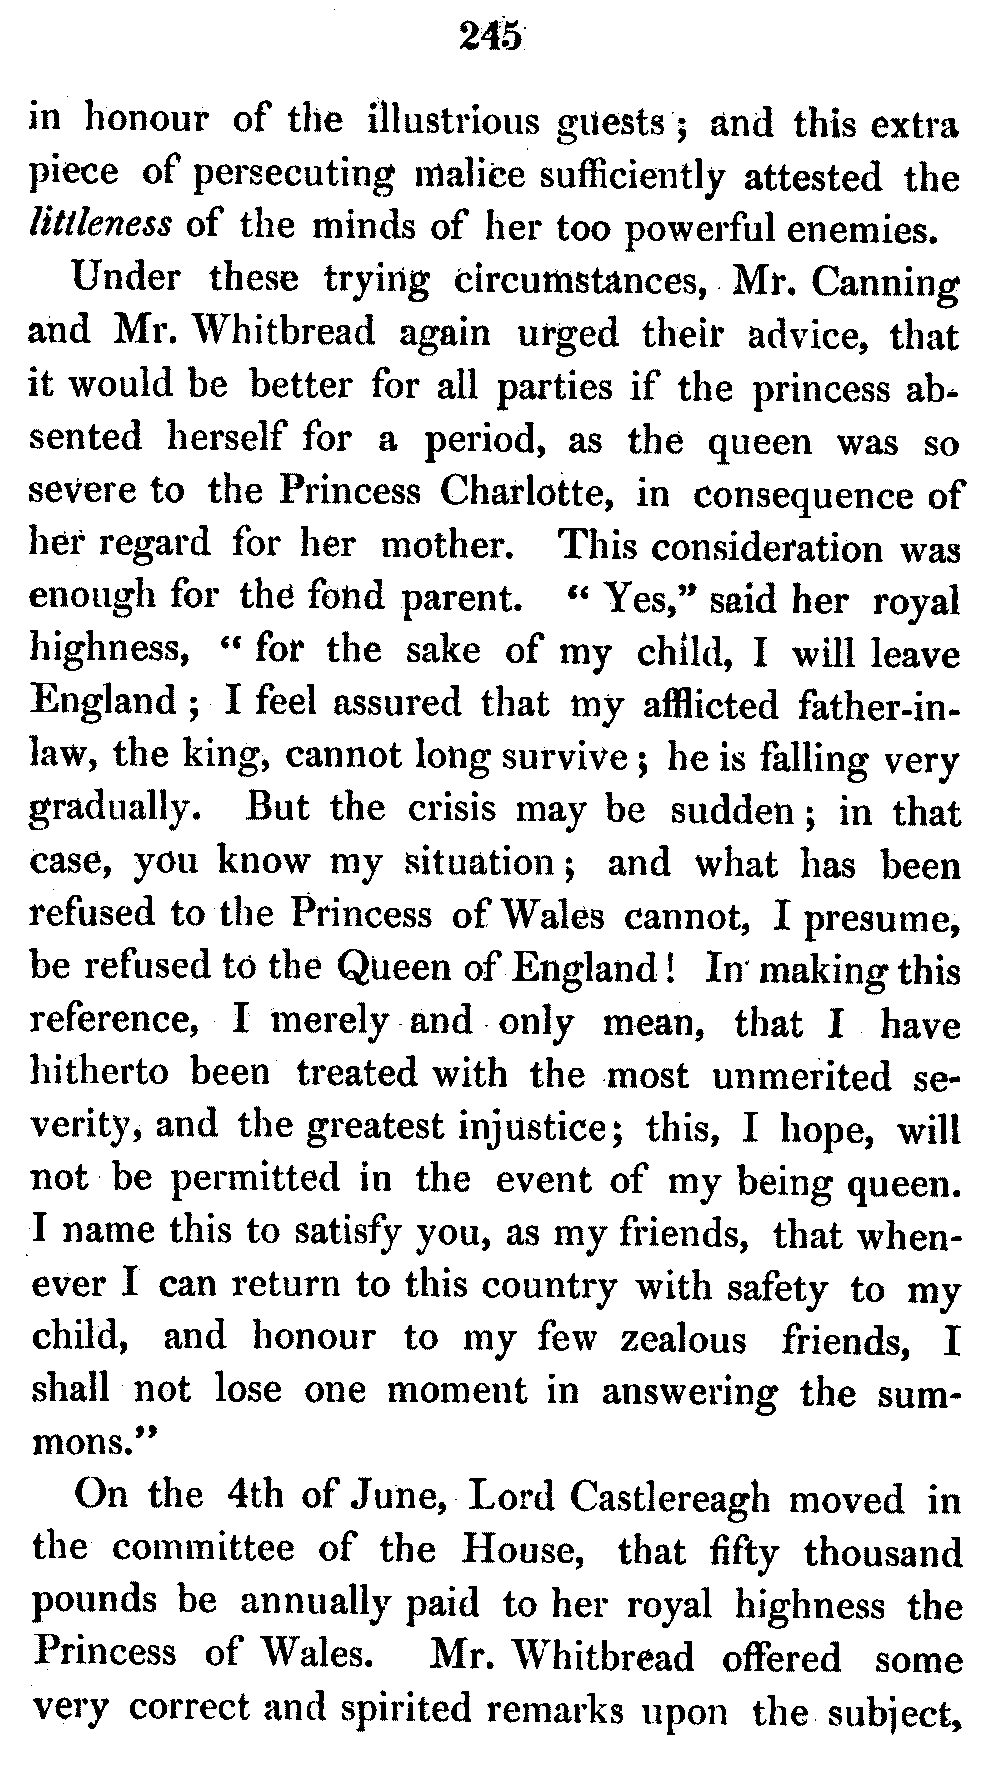 245
in honour of the illustrious guests ; and this extra
piece of persecuting malice sufficiently attested the
littleness of the minds of her too powerful enemies.
Under these trying circumstances, Mr. Canning
and Mr. Whitbread again urged their advice, that
it would be better for all parties if the princess ab-
sented herself for a period, as the queen was so
severe to the Princess Charlotte, in consequence of
her regard for her mother. This consideration was
enough for the fond parent. “ Yes,” said her royal
highness, “ for the sake of my child, I will leave
England ; I feel assured that my afflicted father-in-
law, the king, cannot long survive ; he is falling very
gradually. But the crisis may be sudden ; in that
case, you know my situation ; and what has been
refused to the Princess of Wales cannot, I presume,
be refused to the Queen of England ! In making this
reference, I merely and only mean, that I have
hitherto been treated with the most unmerited se-
verity, and the greatest injustice; this, I hope, will
not be permitted in the event of my being queen.
I name this to satisfy you, as my friends, that when-
ever I can return to this country with safety to my
child, and honour to my few zealous friends, I
shall not lose one moment in answering the sum-
mons.”
On the 4th of June, Lord Castlereagh moved in
the committee of the House, that fifty thousand
pounds be annually paid to her royal highness the
Princess of Wales. Mr. Whitbread offered some
very correct and spirited remarks upon the subject,